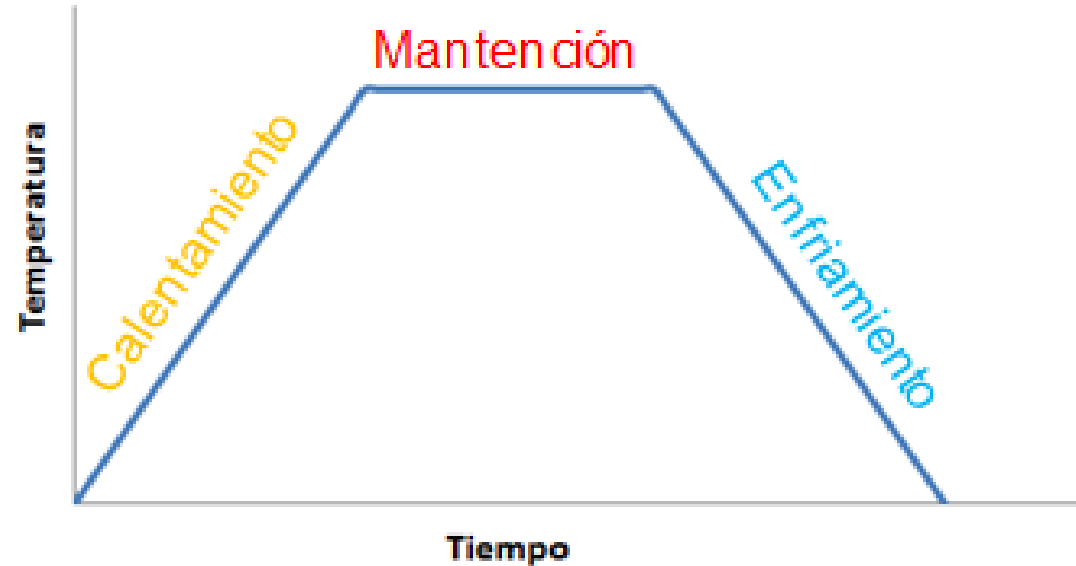 Mantención
Calentamiento
Enfriamiento
Temperatura
Tiempo